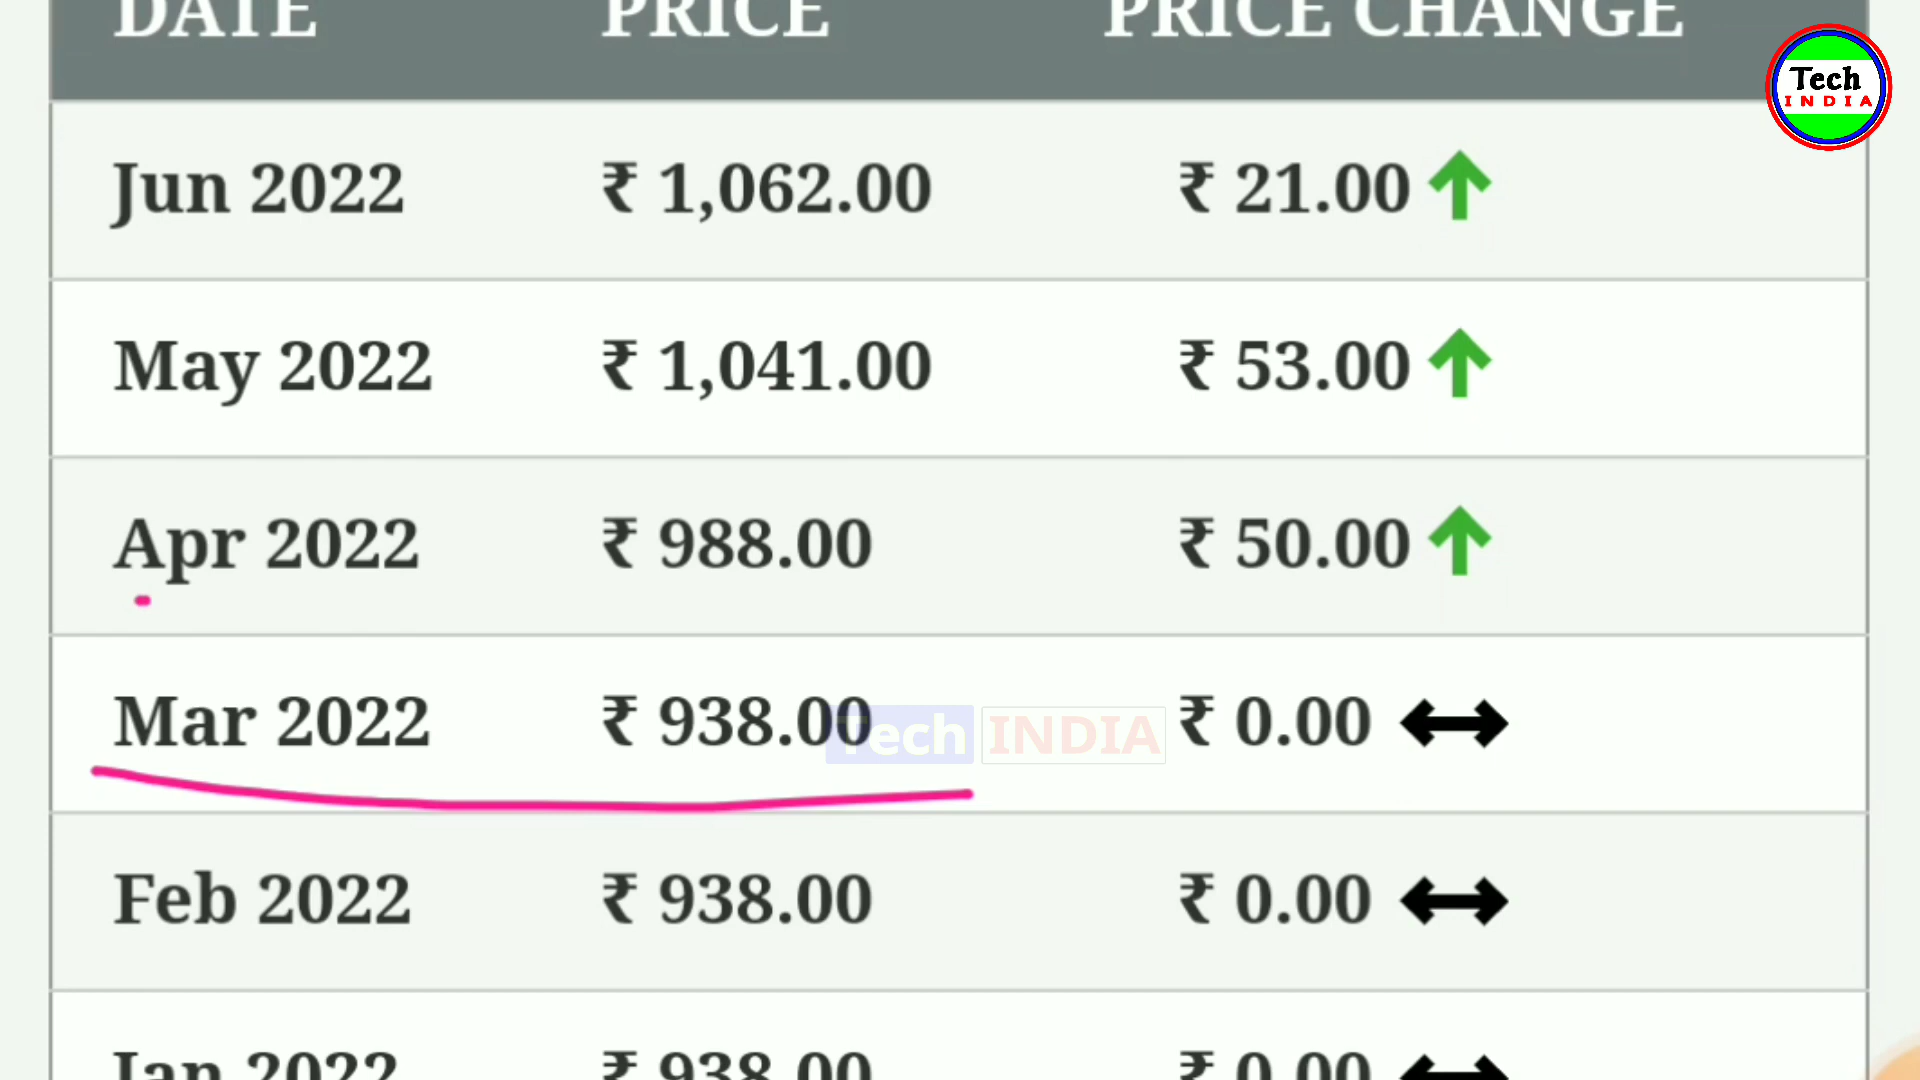 DATE PRICE PRICE CHANGE
Tech
INDIA
Jun 2022 ₹ 1,062.00 ₹ 21.00
May 2022 ₹ 1,041.00 ₹ 53.00
Apr 2022 ₹ 988.00 ₹ 50.00
Mar 2022 ₹ 938.00 ₹ 0.00
Tech INDIA
Feb 2022 ₹ 938.00 ₹ 0.00
Jan 2022 ₹ 938.00 ₹ 0.00